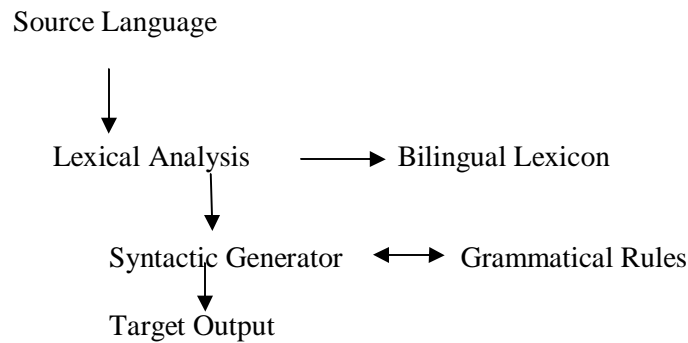 Source Language
Lexical Analysis Bilingual Lexicon
Syntactic Generator Grammatical Rules
Target Output